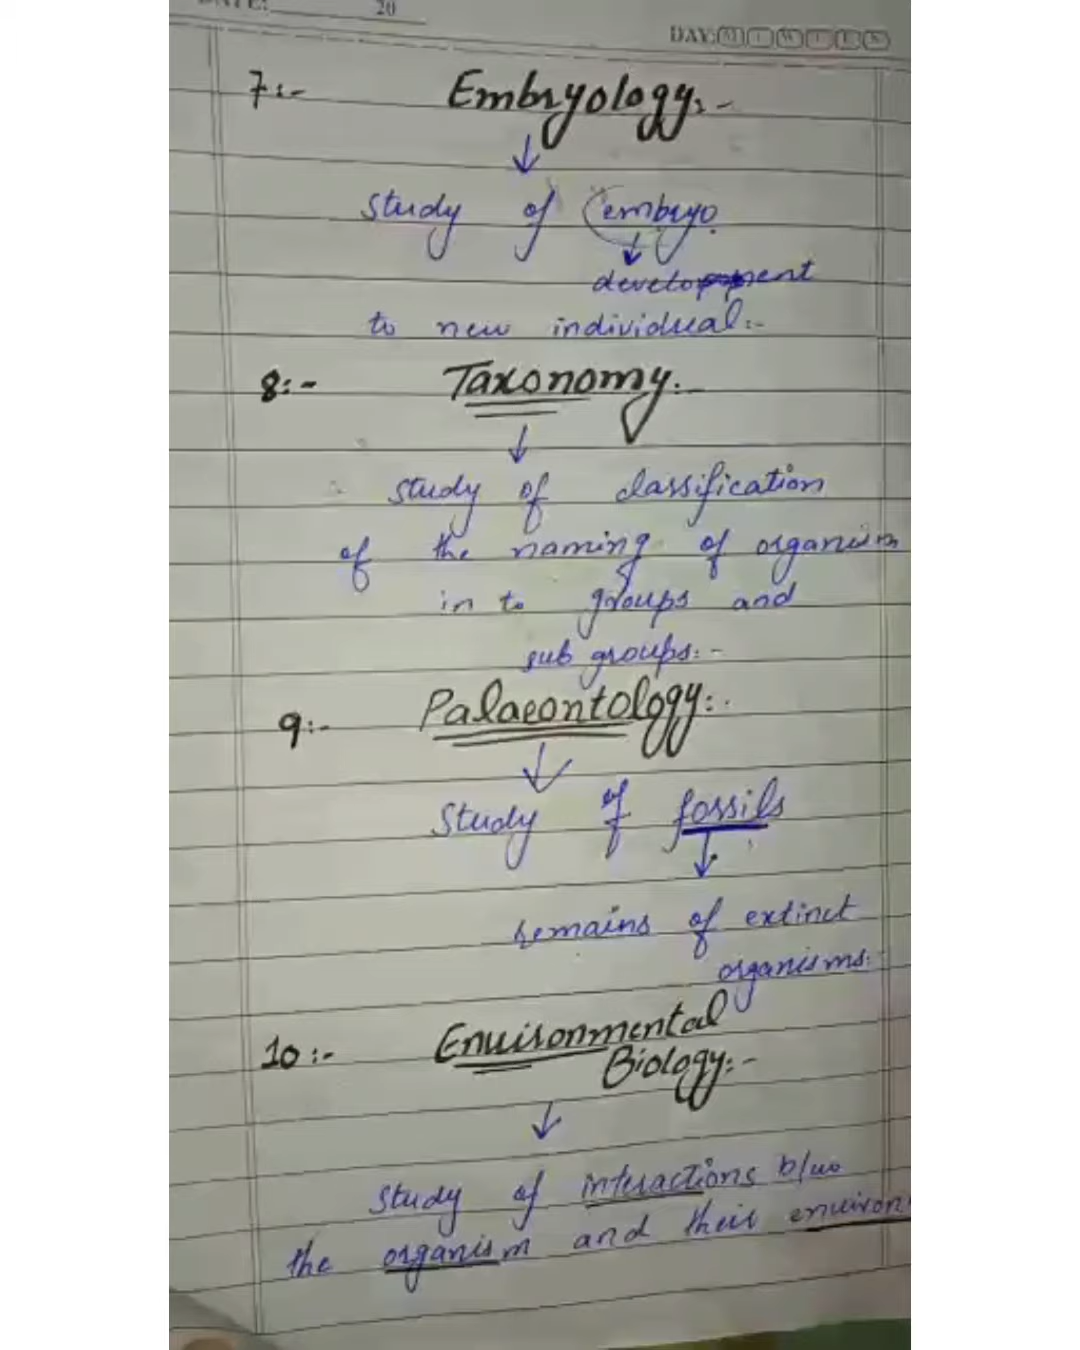 DATE: 20
DAY: M T W T F S
7:- Embryology:-
↓
study of embryo.
↓
development
to new individual:-
8:- Taxonomy:-
↓
study of classification
of the naming of organism
in to groups and
sub groups:-
9:- Palaeontology:-
↓
Study of fossils
↓
remains of extinct
organisms:
10:- Environmental
Biology:-
↓
study of interactions b/w
the organism and their environ